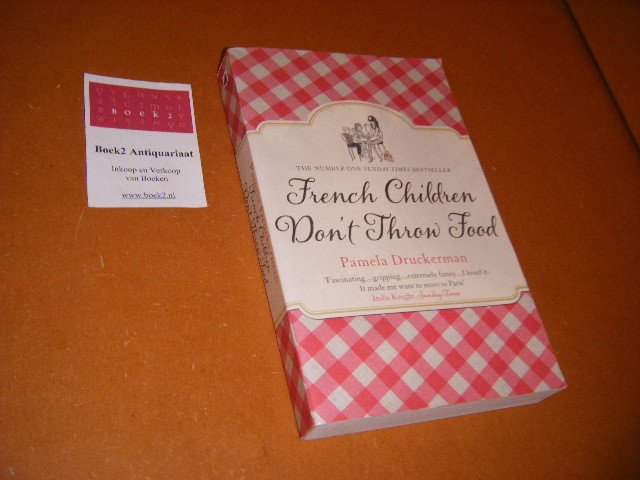 BOEK2
Boek2 Antiquariaat
Inkoop en Verkoop
van Boeken
www.boek2.nl
THE NUMBER ONE SUNDAY TIMES BESTSELLER
French Children
Don't Throw Food
Pamela Druckerman
'Fascinating...gripping...extremely funny...I loved it.
It made me want to move to Paris'
India Knight, Sunday Times